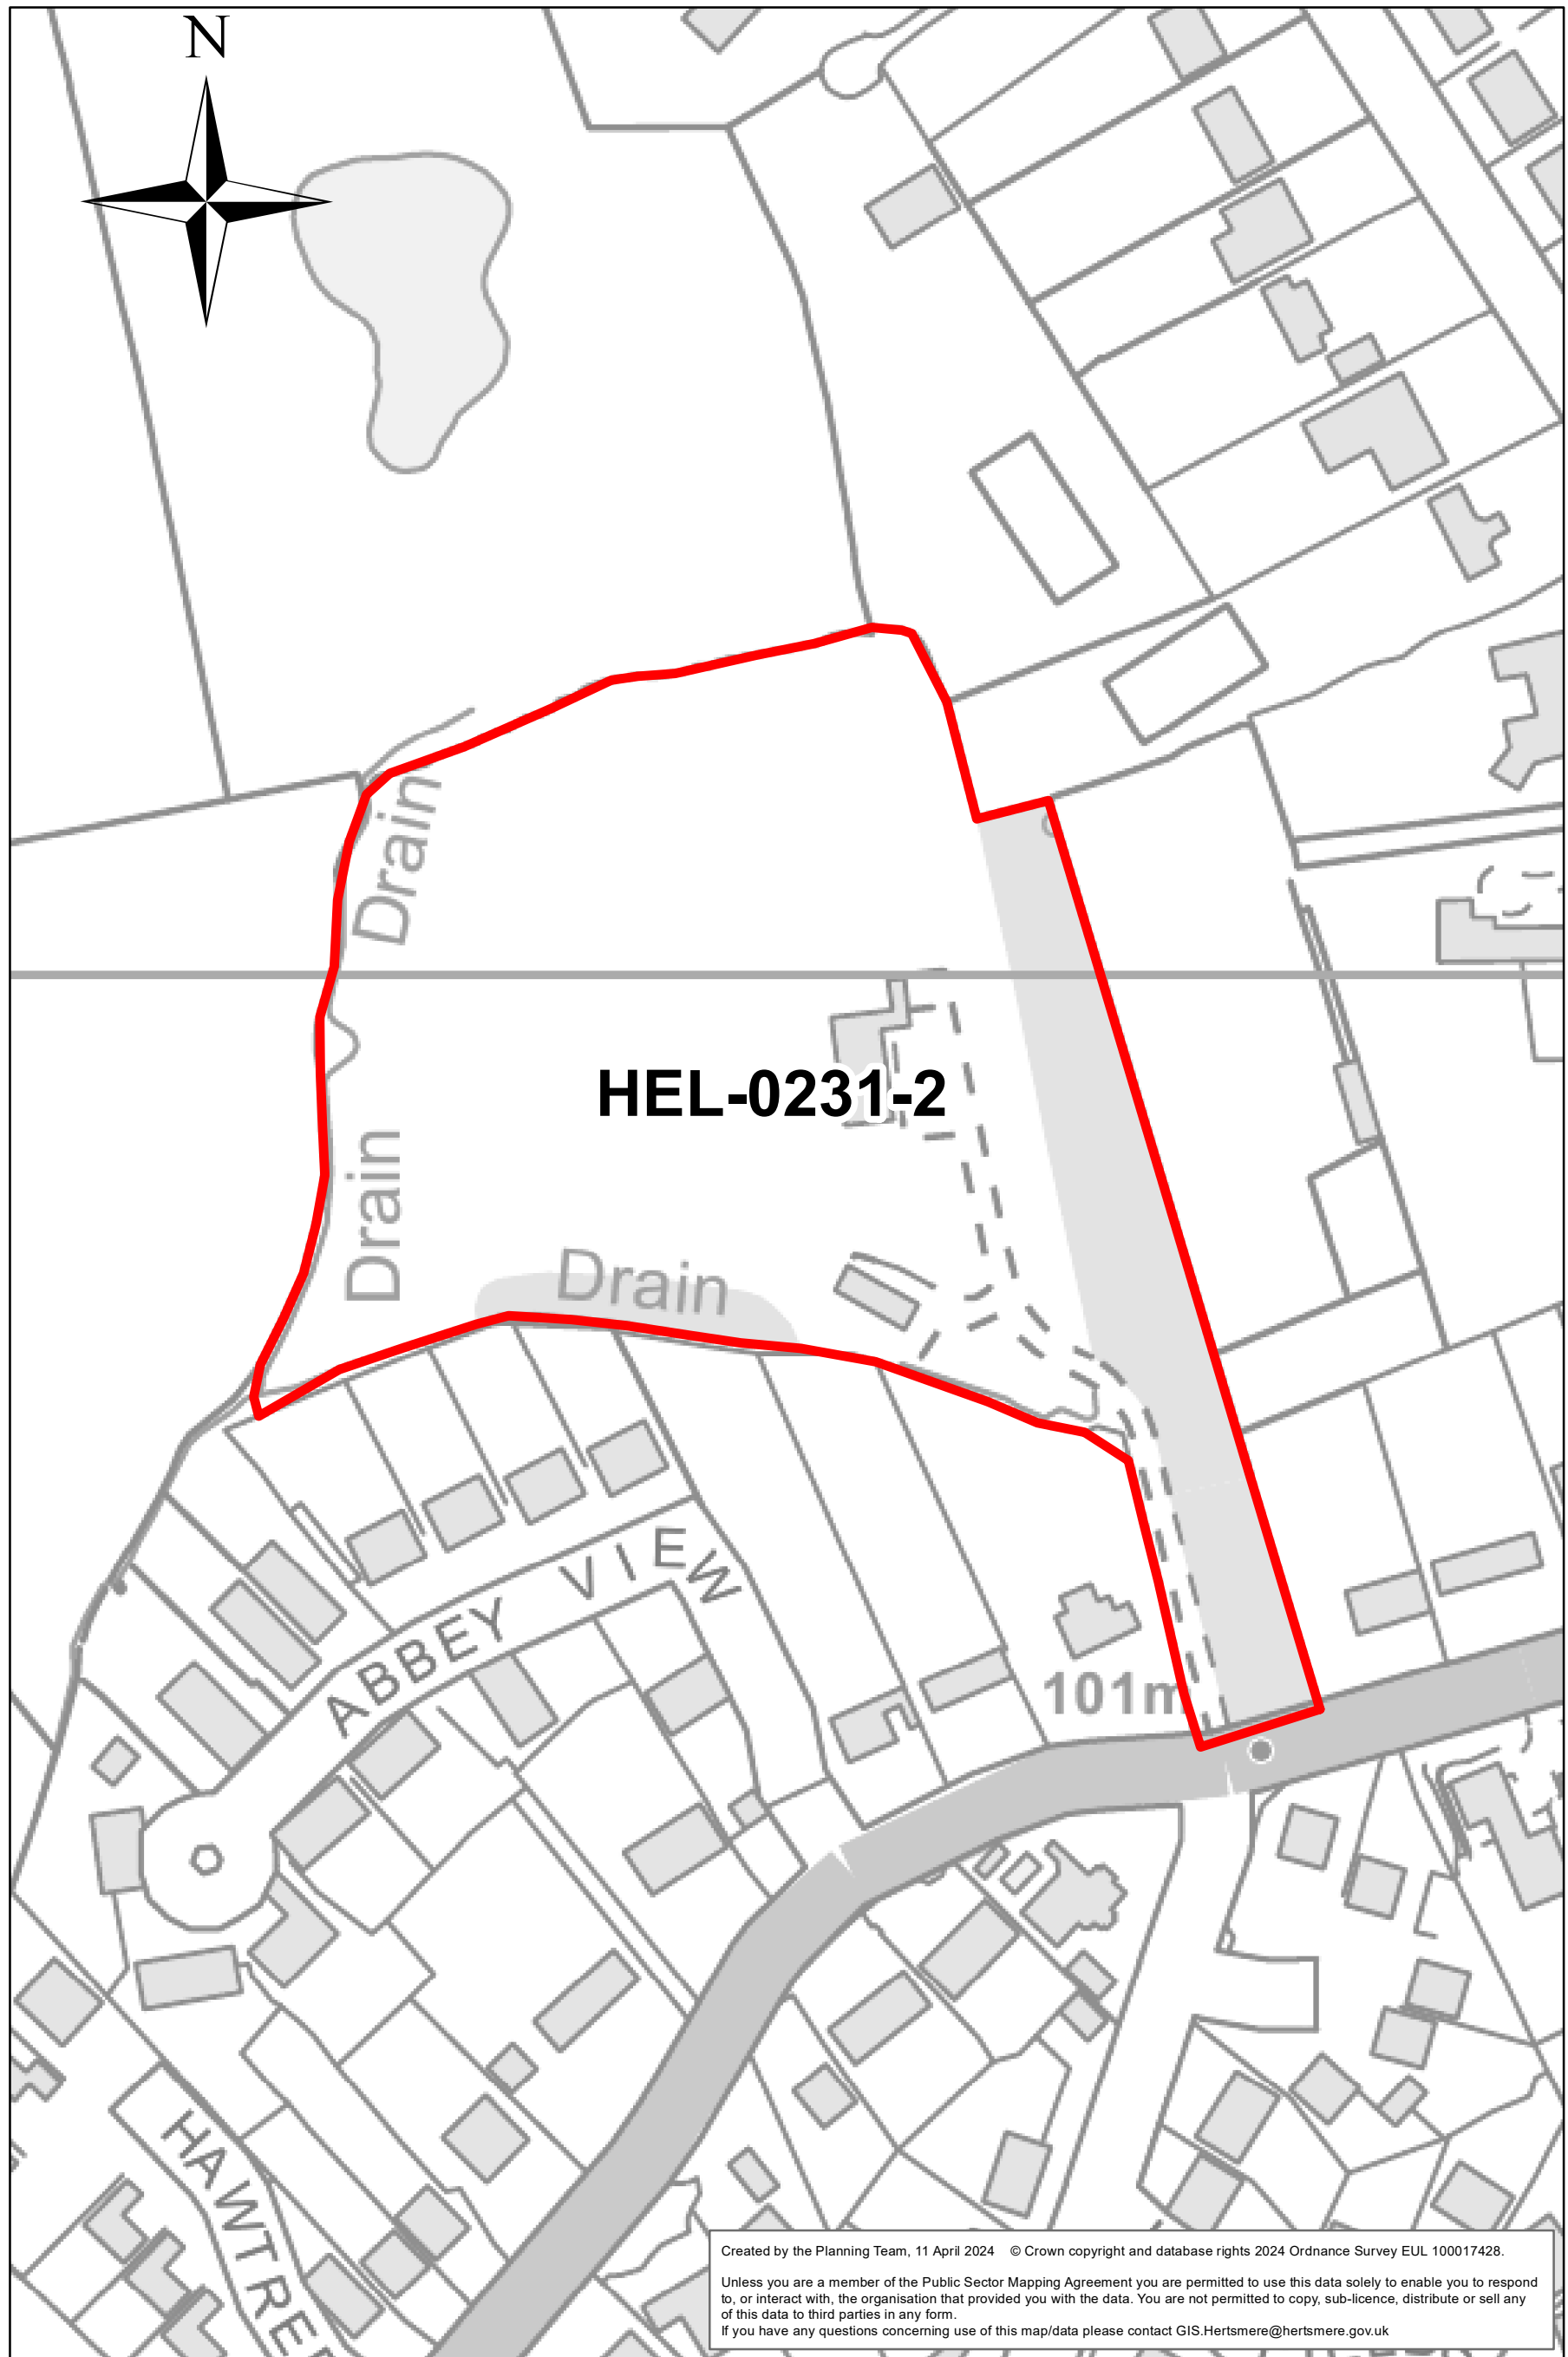 N
Drain
HEL-0231-2
Drain
Drain
ABBEY VIEW
101m
HAWTREE
Created by the Planning Team, 11 April 2024 © Crown copyright and database rights 2024 Ordnance Survey EUL 100017428.
Unless you are a member of the Public Sector Mapping Agreement you are permitted to use this data solely to enable you to respond
to, or interact with, the organisation that provided you with the data. You are not permitted to copy, sub-licence, distribute or sell any
of this data to third parties in any form.
If you have any questions concerning use of this map/data please contact GIS.Hertsmere@hertsmere.gov.uk